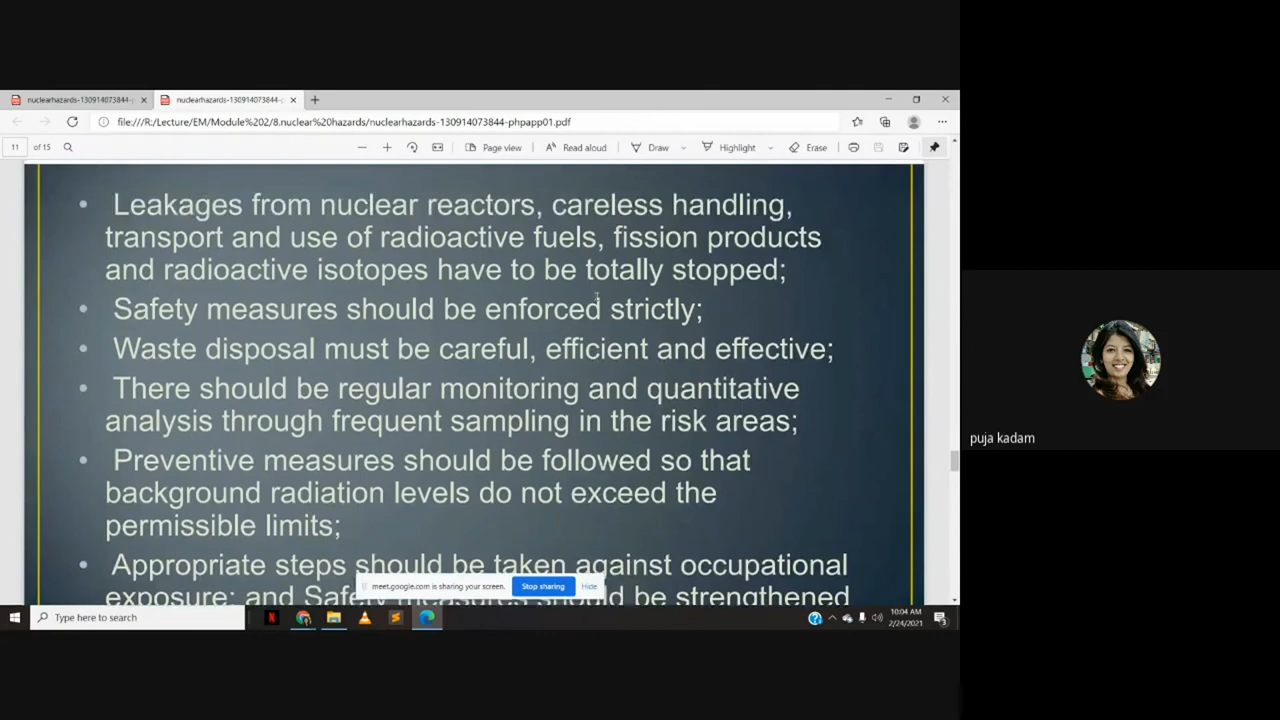 nuclearhazards-130914073844-
nuclearhazards-130914073844-
file:///R:/Lecture/EM/Module%202/8.nuclear%20hazards/nuclearhazards-130914073844-phpapp01.pdf
11 of 15 Page view Read aloud Draw Highlight Erase
• Leakages from nuclear reactors, careless handling,
transport and use of radioactive fuels, fission products
and radioactive isotopes have to be totally stopped;
• Safety measures should be enforced strictly;
• Waste disposal must be careful, efficient and effective;
• There should be regular monitoring and quantitative
analysis through frequent sampling in the risk areas;
• Preventive measures should be followed so that
background radiation levels do not exceed the
permissible limits;
• Appropriate steps should be taken against occupational
exposure; and Safety measures should be strengthened
meet.google.com is sharing your screen. Stop sharing Hide
Type here to search
10:04 AM
2/24/2021
puja kadam